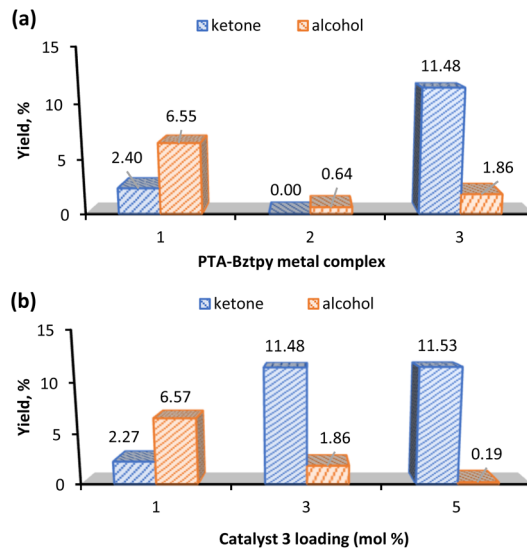 (a)
ketone alcohol
15
10
5
0
Yield, %
2.40
6.55
0.00
0.64
11.48
1.86
1 2 3
PTA-Bztpy metal complex
(b)
ketone alcohol
15
10
5
0
Yield, %
2.27
6.57
11.48
1.86
11.53
0.19
1 3 5
Catalyst 3 loading (mol %)